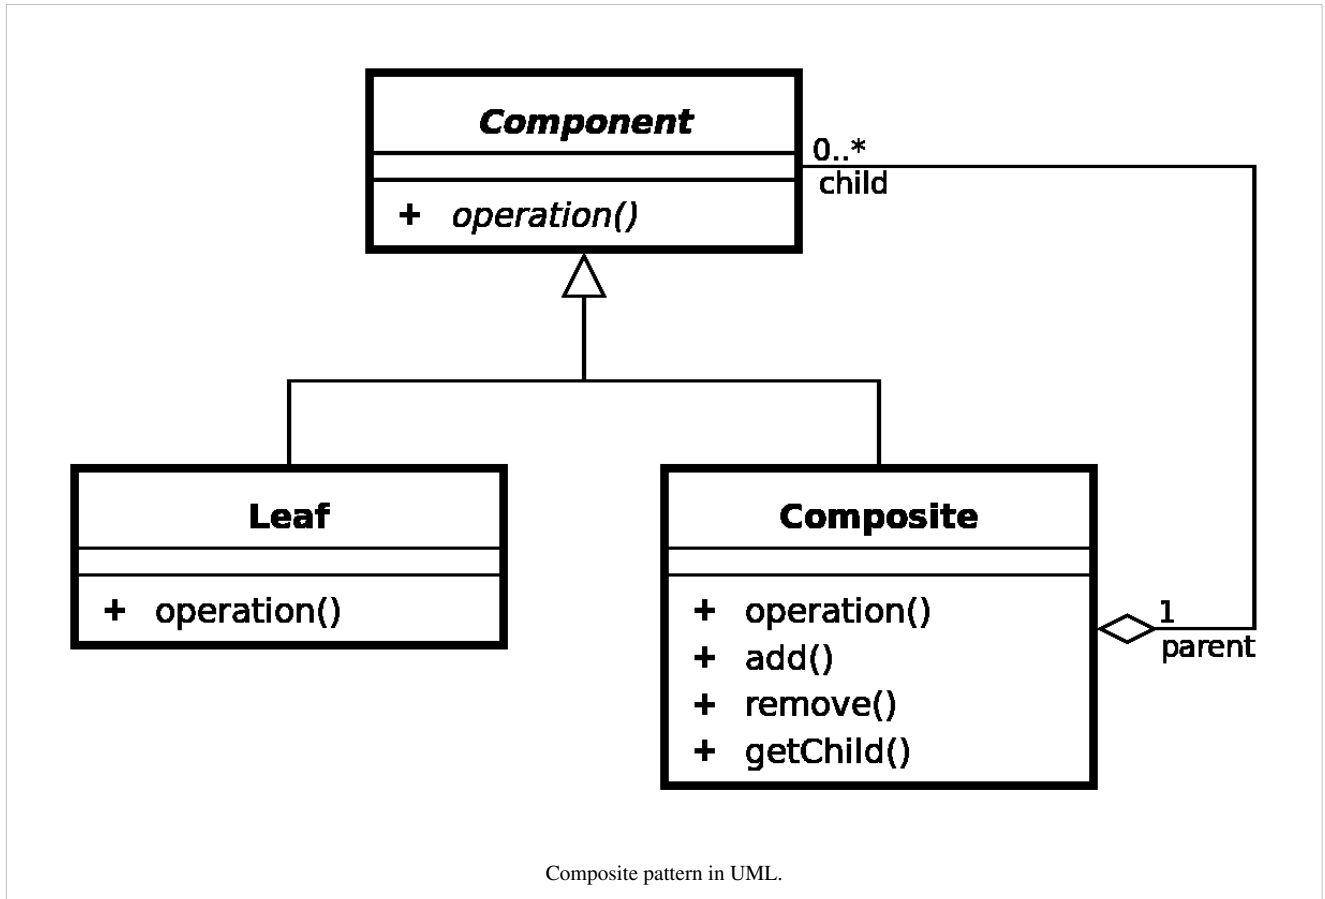 Component
+ operation()
0..*
child
Leaf
+ operation()
Composite
+ operation()
+ add()
+ remove()
+ getChild()
1
parent
Composite pattern in UML.